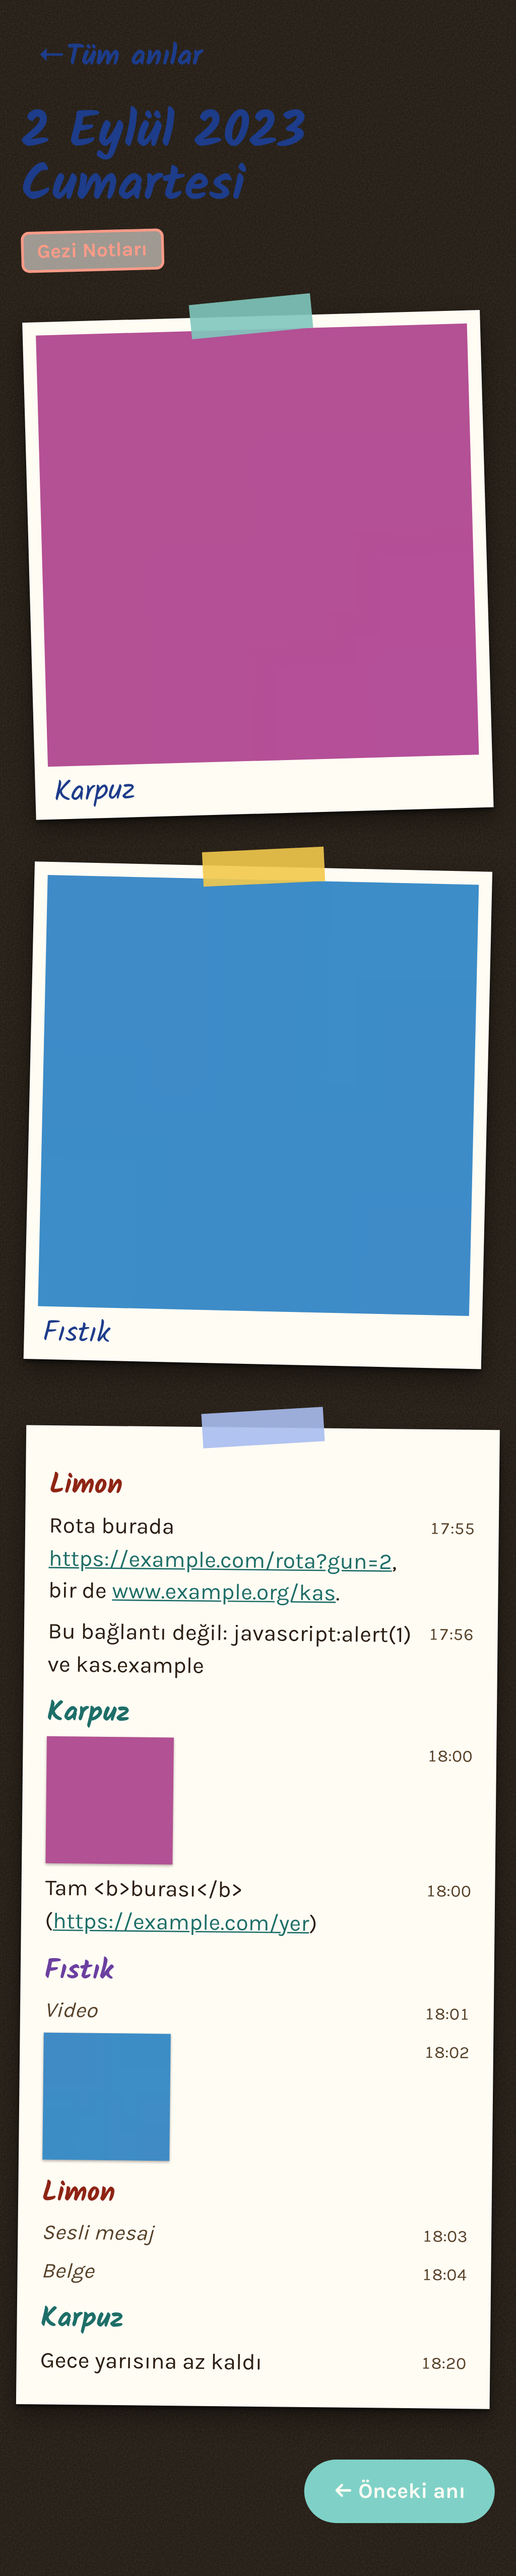 ←Tüm anılar
2 Eylül 2023
Cumartesi
Gezi Notları
Karpuz
Fıstık
Limon
Rota burada 17:55
https://example.com/rota?gun=2,
bir de www.example.org/kas.
Bu bağlantı değil: javascript:alert(1) 17:56
ve kas.example
Karpuz
18:00
Tam <b>burası</b> 18:00
(https://example.com/yer)
Fıstık
Video 18:01
18:02
Limon
Sesli mesaj 18:03
Belge 18:04
Karpuz
Gece yarısına az kaldı 18:20
← Önceki anı